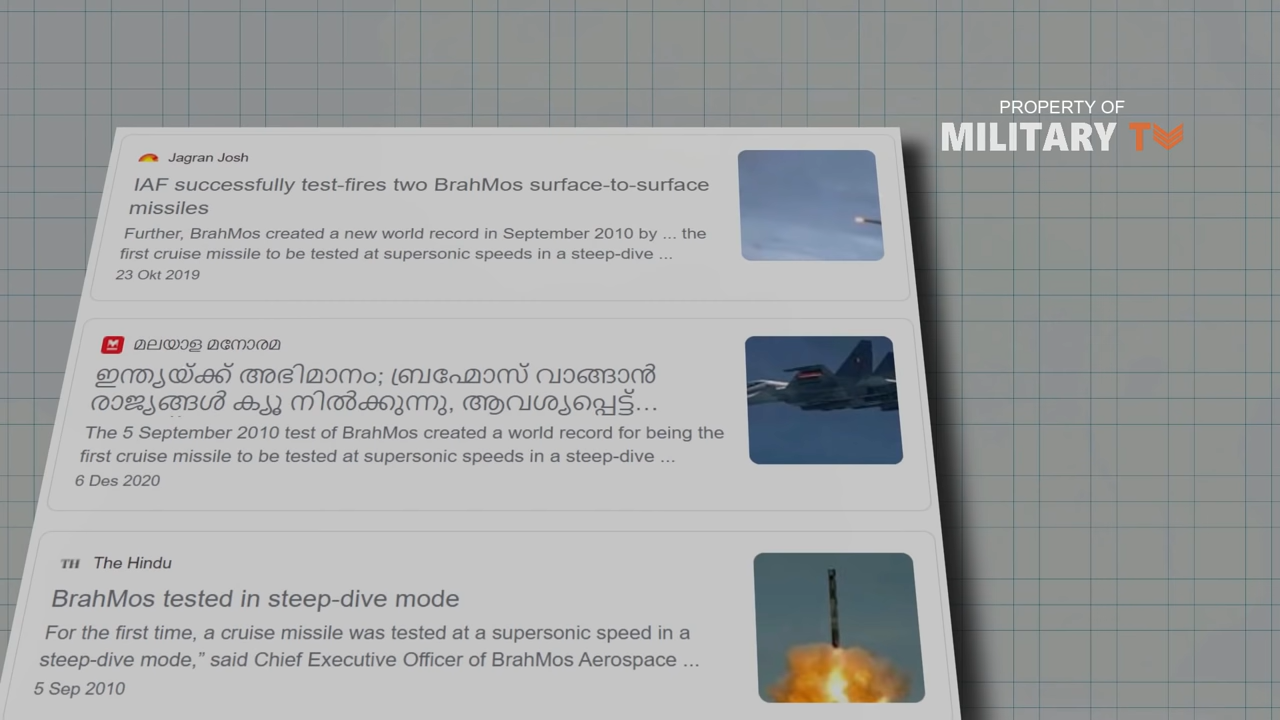 PROPERTY OF
MILITARY TV
Jagran Josh
IAF successfully test-fires two BrahMos surface-to-surface
missiles
Further, BrahMos created a new world record in September 2010 by ... the
first cruise missile to be tested at supersonic speeds in a steep-dive ...
23 Okt 2019
മലയാള മനോരമ
ഇന്ത്യയ്ക്ക് അഭിമാനം; ബ്രഹ്മോസ് വാങ്ങാൻ
രാജ്യങ്ങൾ ക്യൂ നിൽക്കുന്നു, ആവശ്യപ്പെട്ട്...
The 5 September 2010 test of BrahMos created a world record for being the
first cruise missile to be tested at supersonic speeds in a steep-dive ...
6 Des 2020
TH The Hindu
BrahMos tested in steep-dive mode
For the first time, a cruise missile was tested at a supersonic speed in a
steep-dive mode,” said Chief Executive Officer of BrahMos Aerospace ...
5 Sep 2010